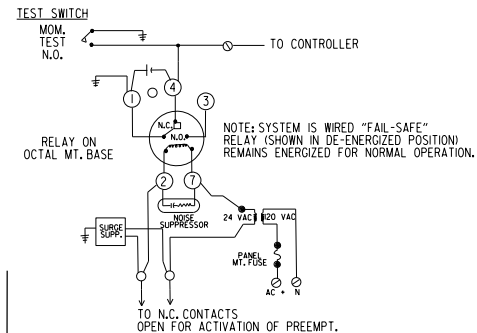 TEST SWITCH
MOM.
TEST
N.O.
TO CONTROLLER
1
4
3
N.C.
N.O.
RELAY ON
OCTAL MT. BASE
NOTE: SYSTEM IS WIRED "FAIL-SAFE"
RELAY (SHOWN IN DE-ENERGIZED POSITION)
REMAINS ENERGIZED FOR NORMAL OPERATION.
2
7
NOISE
SUPPRESSOR
24 VAC
120 VAC
SURGE
SUPP.
PANEL
MT. FUSE
AC + N
TO N.C. CONTACTS
OPEN FOR ACTIVATION OF PREEMPT.